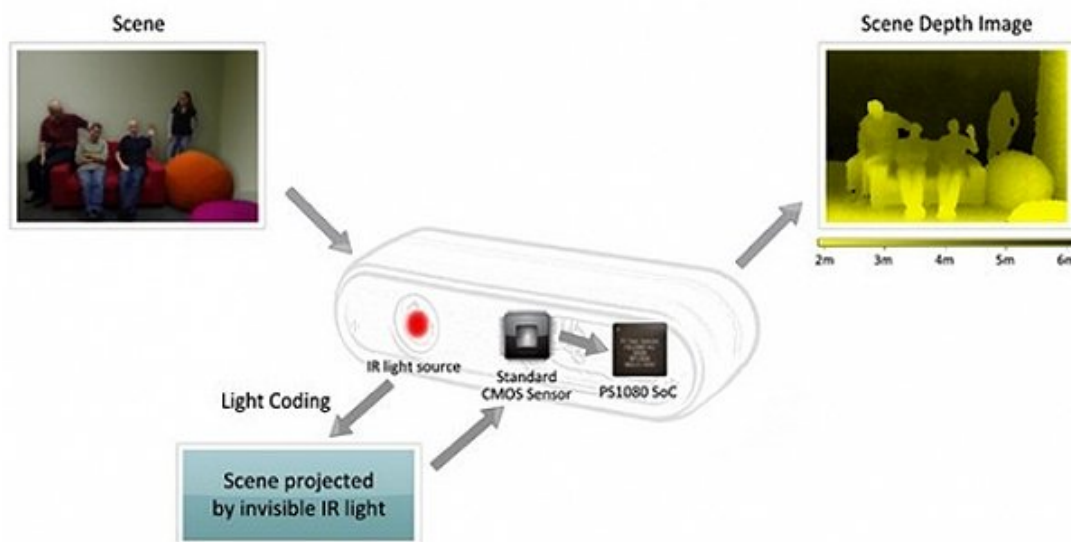 Scene
Scene Depth Image
2m 3m 4m 5m 6m
IR light source
Standard
CMOS Sensor
PS1080 SoC
Light Coding
Scene projected
by invisible IR light